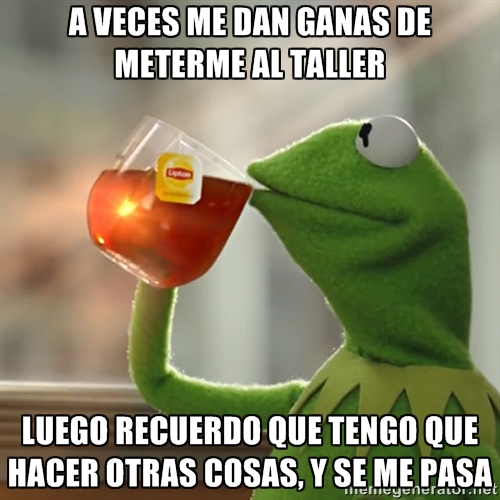 A VECES ME DAN GANAS DE
METERME AL TALLER
Lipton
LUEGO RECUERDO QUE TENGO QUE
HACER OTRAS COSAS, Y SE ME PASA
memegenerator.net